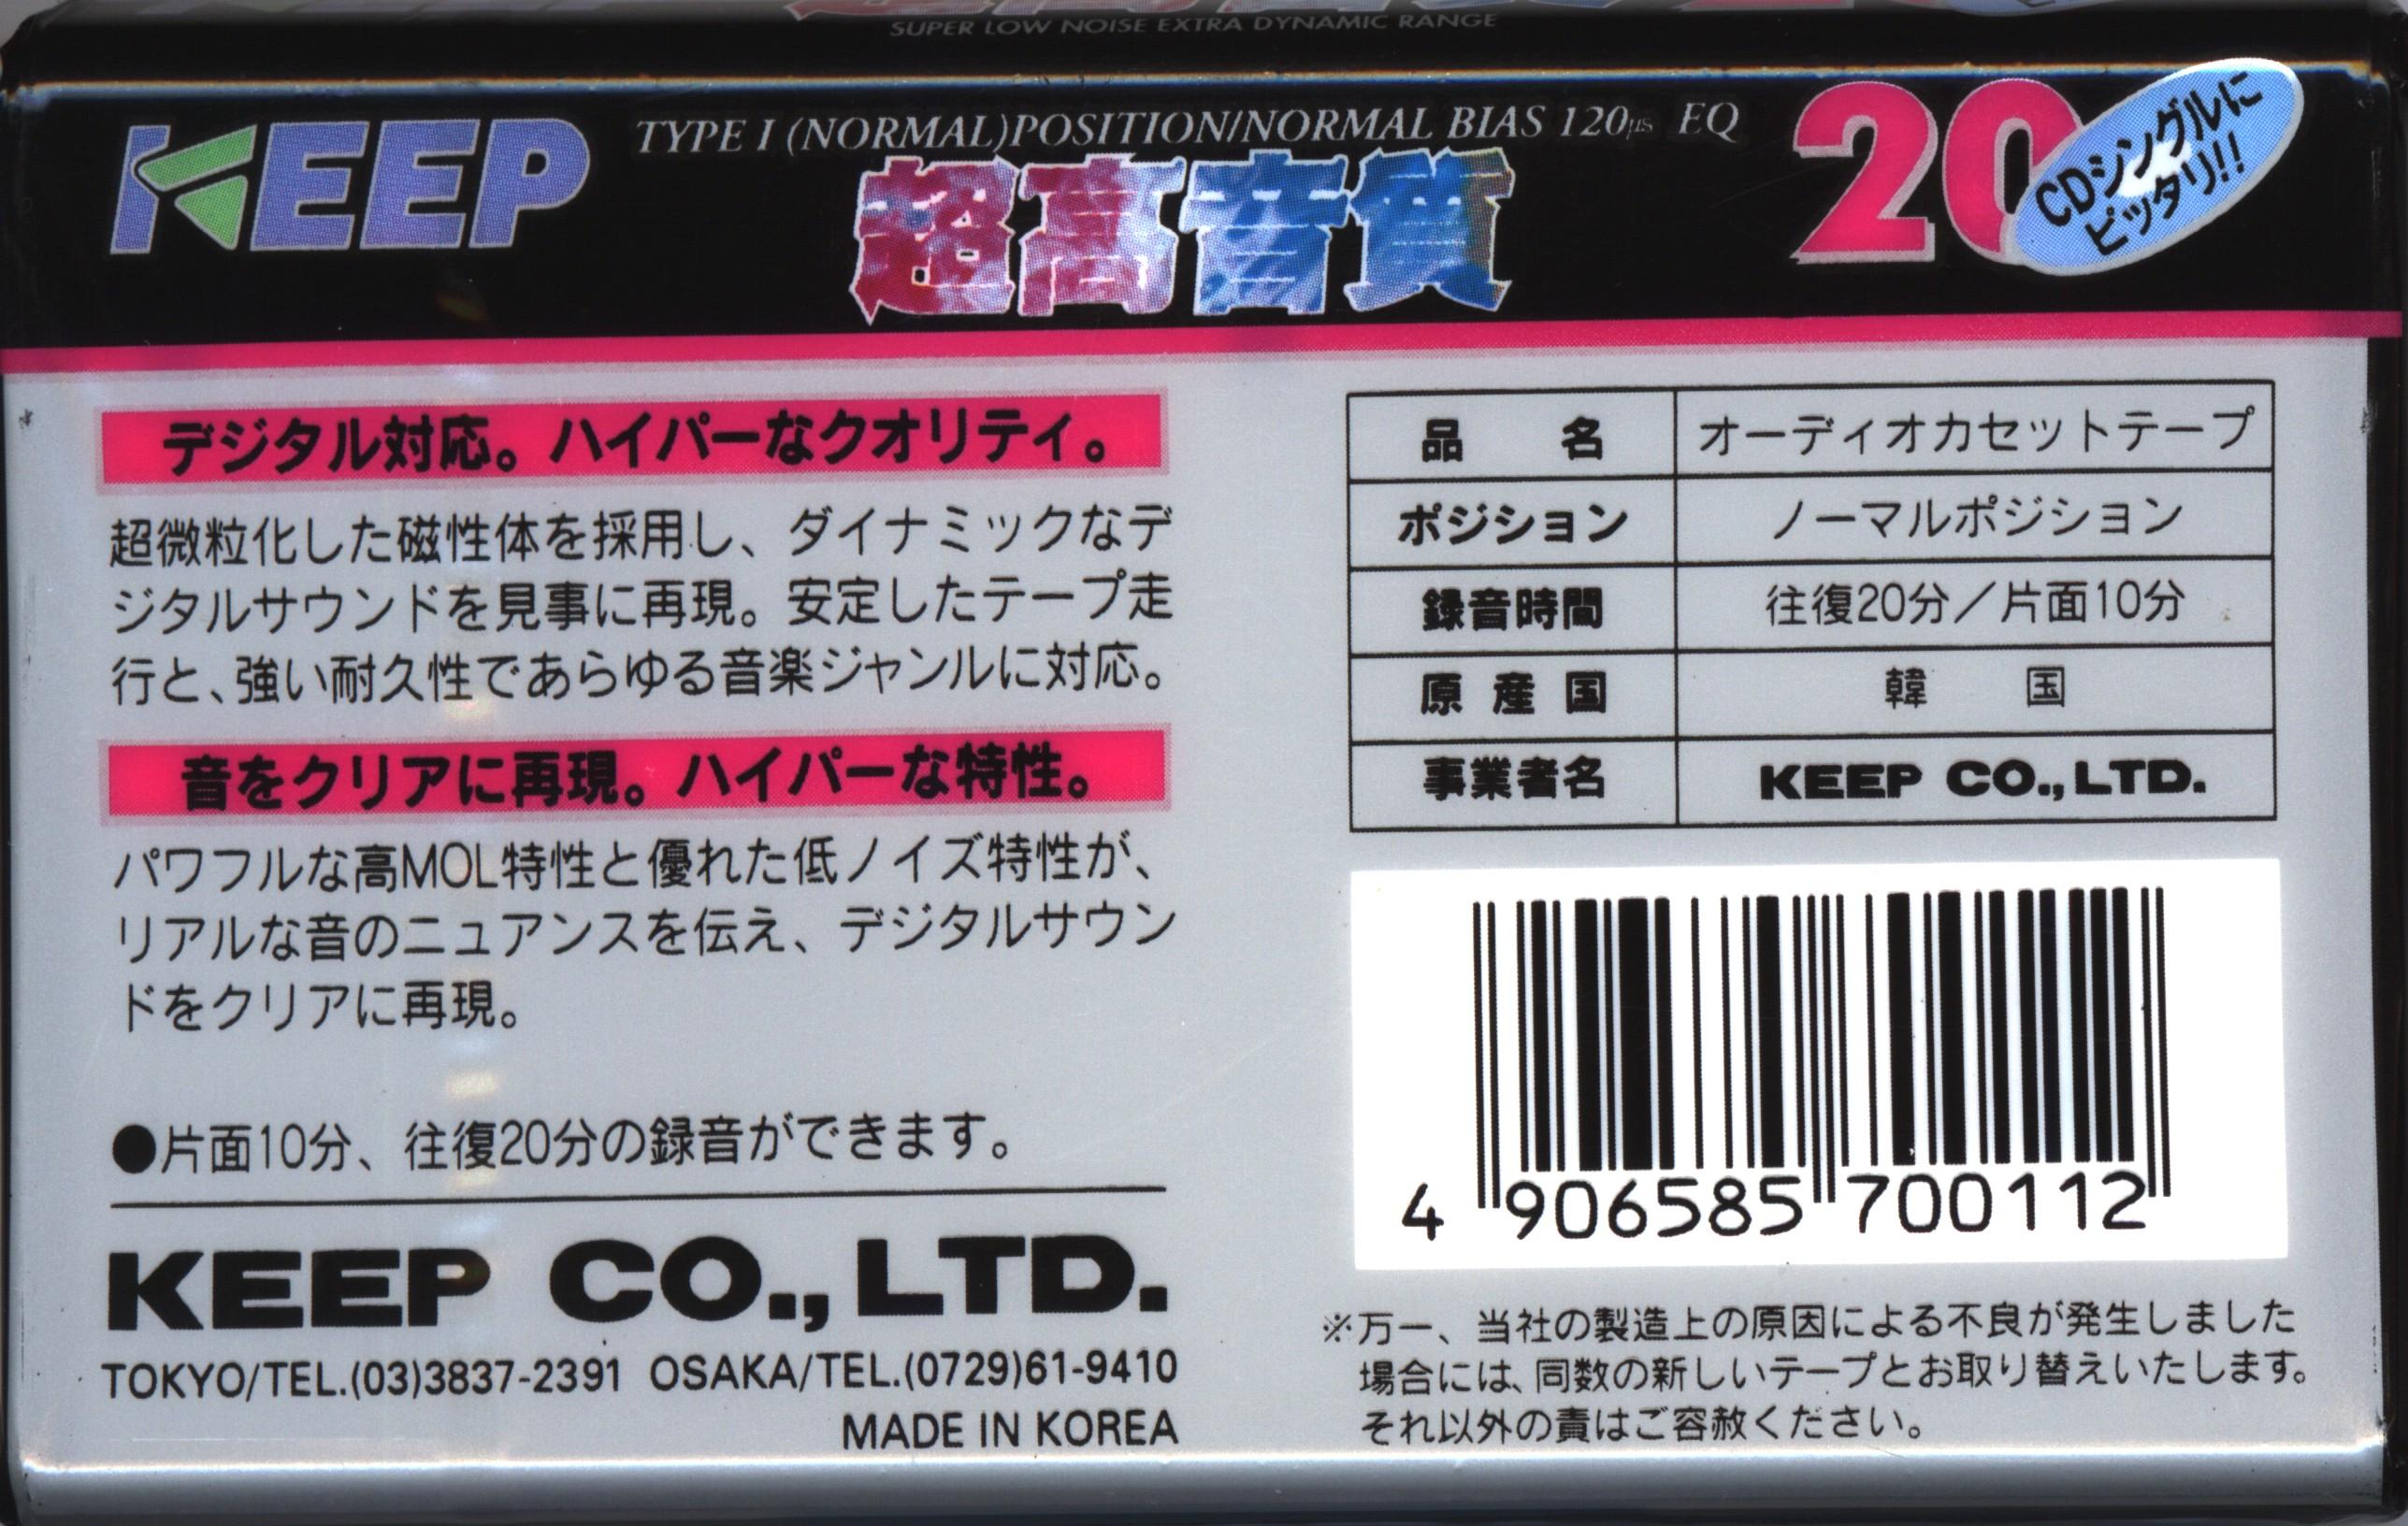 SUPER LOW NOISE EXTRA DYNAMIC RANGE
KEEP
TYPE I (NORMAL)POSITION/NORMAL BIAS 120μs EQ
超高音質
20
CDシングルに
ピッタリ!!
デジタル対応。ハイパーなクオリティ。
超微粒化した磁性体を採用し、ダイナミックなデ
ジタルサウンドを見事に再現。安定したテープ走
行と、強い耐久性であらゆる音楽ジャンルに対応。
音をクリアに再現。ハイパーな特性。
パワフルな高MOL特性と優れた低ノイズ特性が、
リアルな音のニュアンスを伝え、デジタルサウン
ドをクリアに再現。
●片面10分、往復20分の録音ができます。
KEEP CO.,LTD.
TOKYO/TEL.(03)3837-2391 OSAKA/TEL.(0729)61-9410
MADE IN KOREA
品名 オーディオカセットテープ
ポジション ノーマルポジション
録音時間 往復20分／片面10分
原産国 韓国
事業者名 KEEP CO.,LTD.
4 906585 700112
※万一、当社の製造上の原因による不良が発生しました
場合には、同数の新しいテープとお取り替えいたします。
それ以外の責はご容赦ください。